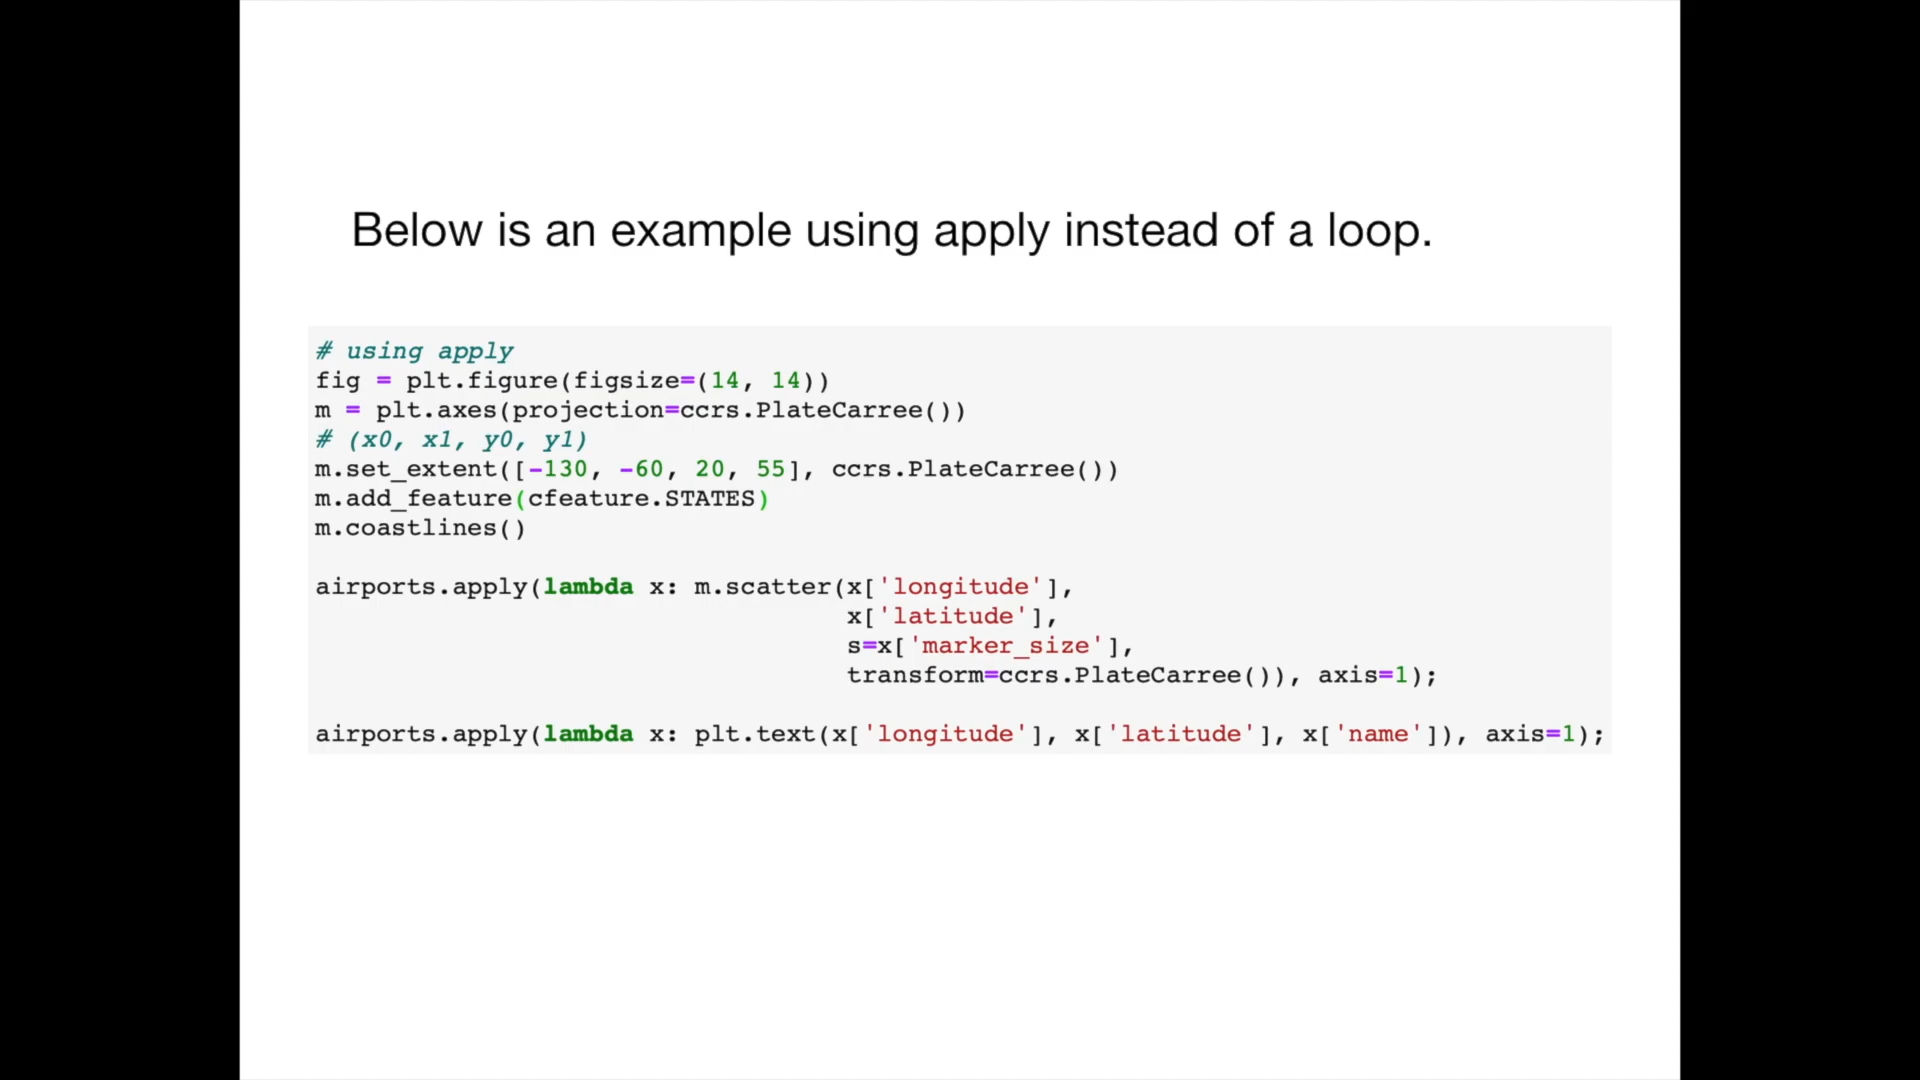 Below is an example using apply instead of a loop.
# using apply
fig = plt.figure(figsize=(14, 14))
m = plt.axes(projection=ccrs.PlateCarree())
# (x0, x1, y0, y1)
m.set_extent([-130, -60, 20, 55], ccrs.PlateCarree())
m.add_feature(cfeature.STATES)
m.coastlines()
airports.apply(lambda x: m.scatter(x['longitude'],
x['latitude'],
s=x['marker_size'],
transform=ccrs.PlateCarree()), axis=1);
airports.apply(lambda x: plt.text(x['longitude'], x['latitude'], x['name']), axis=1);